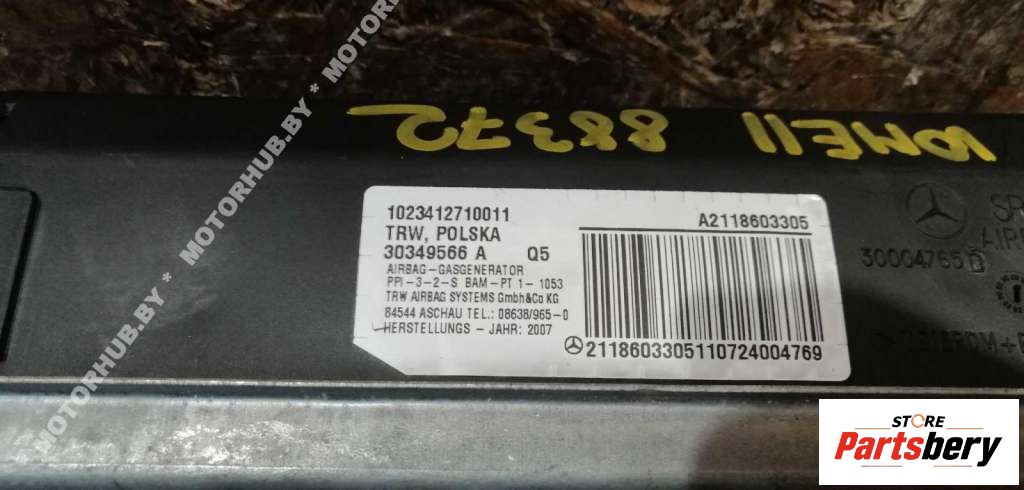 MOTORHUB.BY * MOTORHUB.BY * MOTORHUB.BY
88372
1023412710011
TRW, POLSKA
30349566 A Q5
AIRBAG-GASGENERATOR
PPI-3-2-S BAM-PT 1- 1053
TRW AIRBAG SYSTEMS GmbH&Co KG
84544 ASCHAU TEL.: 08638/965-0
HERSTELLUNGS - JAHR: 2007
A2118603305
2118603305110724004769
30004765
STORE
Partsbery